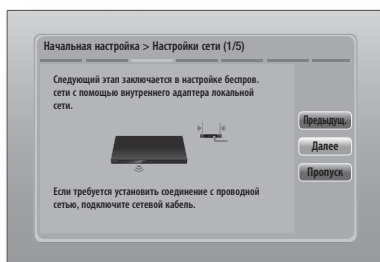 Начальная настройка > Настройки сети (1/5)
Следующий этап заключается в настройке беспров.
сети с помощью внутреннего адаптера локальной
сети.
Если требуется установить соединение с проводной
сетью, подключите сетевой кабель.
Предыдущ.
Далее
Пропуск